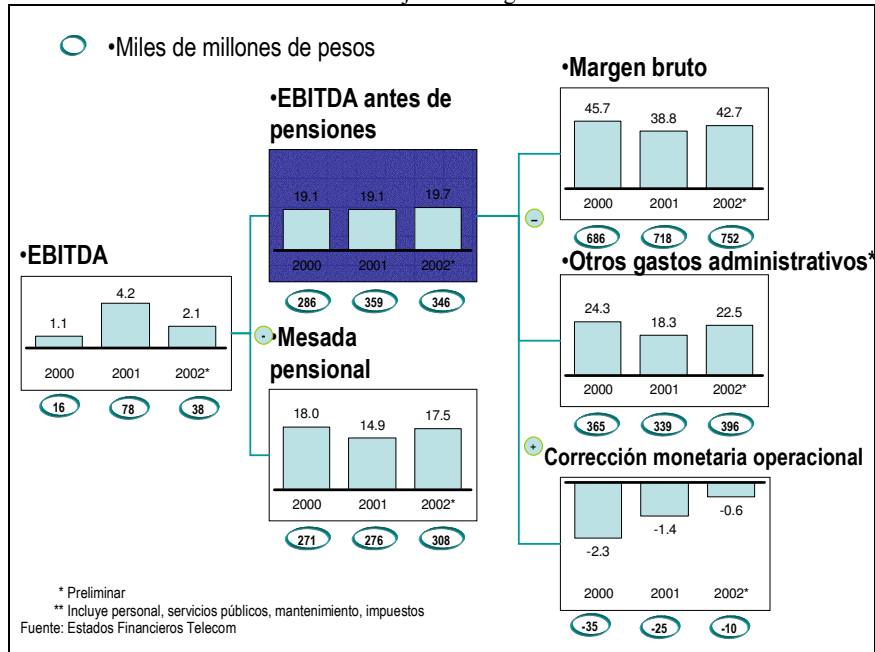 •Miles de millones de pesos
•Margen bruto
45.7 38.8 42.7
2000 2001 2002*
686 718 752
•EBITDA antes de
pensiones
19.1 19.1 19.7
2000 2001 2002*
286 359 346
-
•EBITDA
1.1 4.2 2.1
2000 2001 2002*
16 78 38
-
•Mesada
pensional
18.0 14.9 17.5
2000 2001 2002*
271 276 308
•Otros gastos administrativos*
24.3 18.3 22.5
2000 2001 2002*
365 339 396
+
Corrección monetaria operacional
-2.3 -1.4 -0.6
2000 2001 2002*
-35 -25 -10
* Preliminar
** Incluye personal, servicios públicos, mantenimiento, impuestos
Fuente: Estados Financieros Telecom